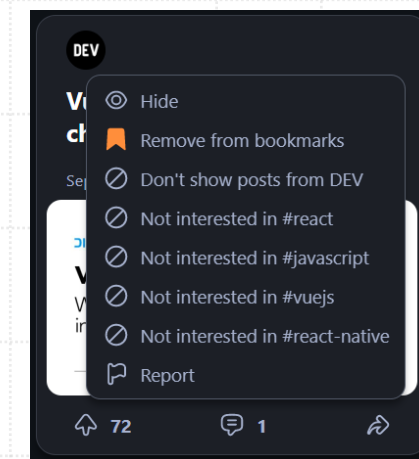 DEV
Hide
Remove from bookmarks
Don't show posts from DEV
Not interested in #react
Not interested in #javascript
Not interested in #vuejs
Not interested in #react-native
Report
72
1